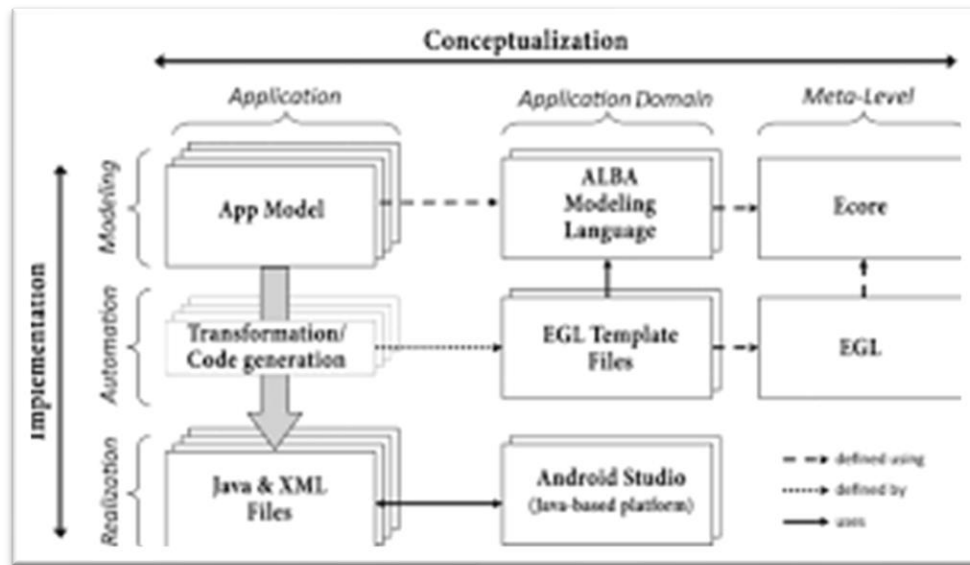 Conceptualization
Application
Application Domain
Meta-Level
Implementation
Modeling
App Model
ALBA
Modeling
Language
Ecore
Automation
Transformation/
Code generation
EGL Template
Files
EGL
Realization
Java & XML
Files
Android Studio
(Java-based platform)
defined using
defined by
uses